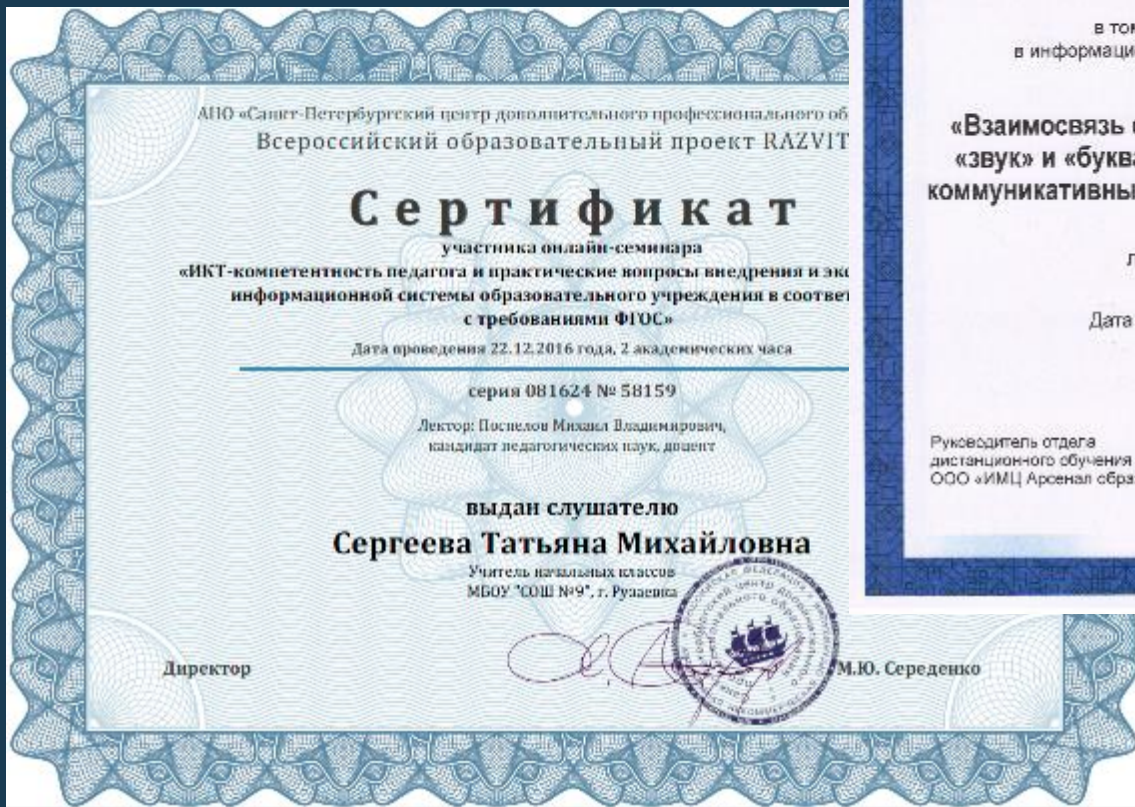 АПО «Санкт-Петербургский центр дополнительного профессионального об
Всероссийский образовательный проект RAZVIT
Сертификат
участника онлайн-семинара
«ИКТ-компетентность педагога и практические вопросы внедрения и экс
информационной системы образовательного учреждения в соответ
с требованиями ФГОС»
Дата проведения 22.12.2016 года, 2 академических часа
серия 081624 № 58159
Лектор: Поспелов Михаил Владимирович,
кандидат педагогических наук, доцент
выдан слушателю
Сергеева Татьяна Михайловна
Учитель начальных классов
МБОУ "СОШ №9", г. Рузаевка
Директор
М.Ю. Середенко
в том
в информаци
«Взаимосвязь
«звук» и «буква
коммуникативны
Дата
Руководитель отдела
дистанционного обучения
ООО «ИМЦ Арсенал обра